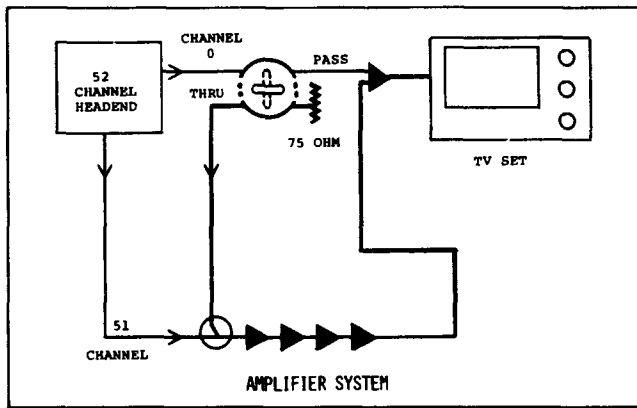 CHANNEL
0
52
CHANNEL
HEADEND
PASS
THRU
75 OHM
TV SET
51
CHANNEL
AMPLIFIER SYSTEM